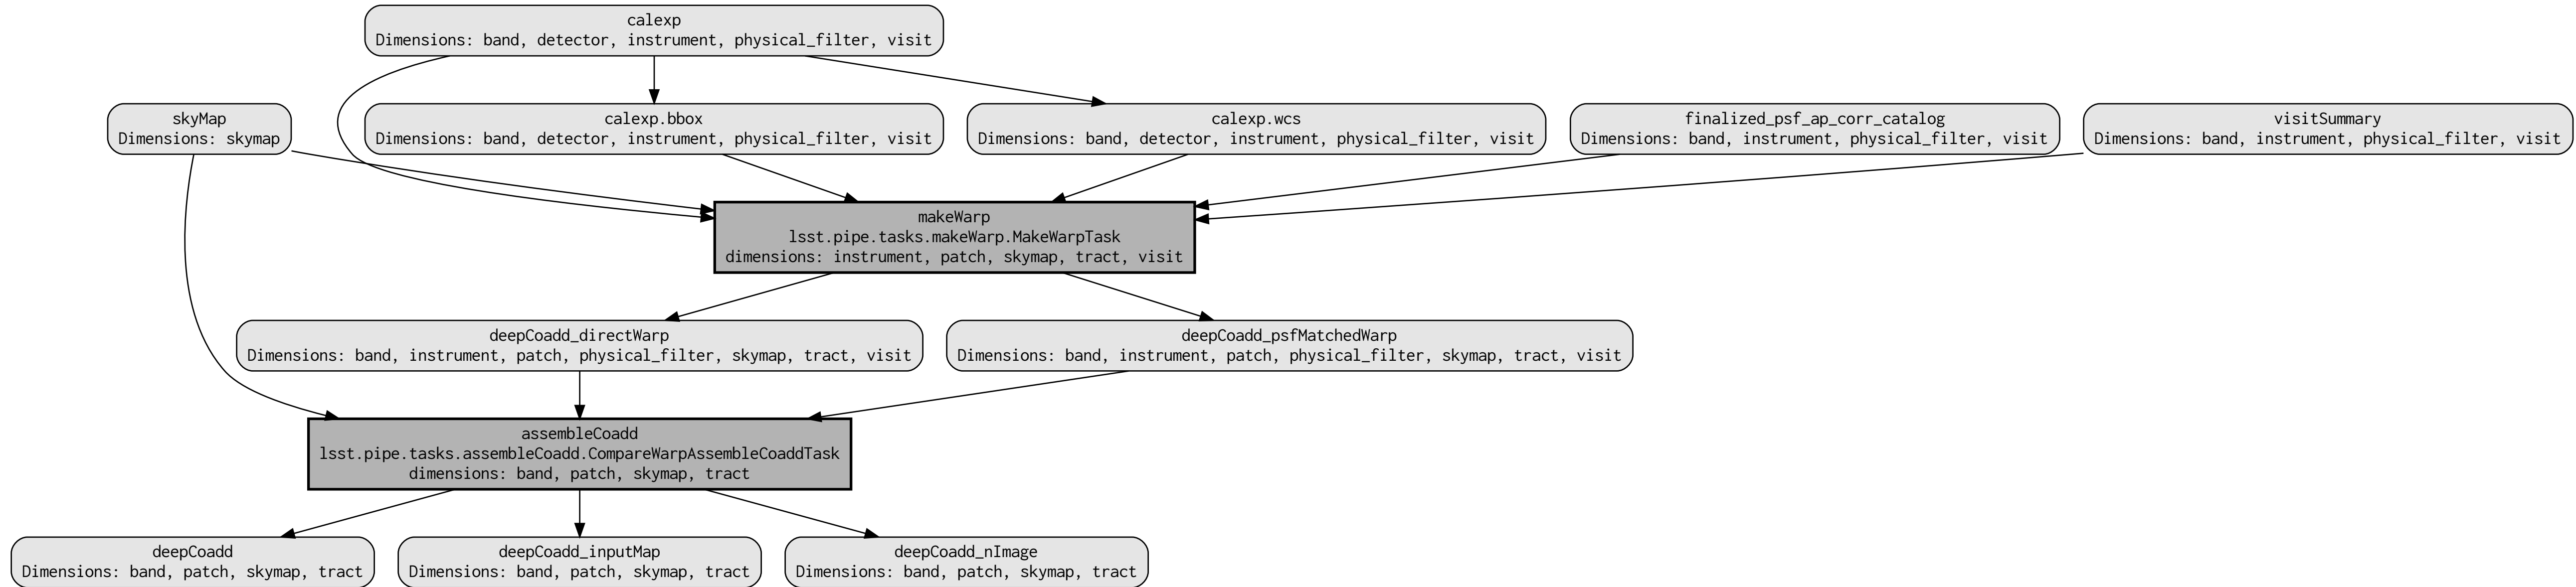 calexp
Dimensions: band, detector, instrument, physical_filter, visit
skyMap
Dimensions: skymap
calexp.bbox
Dimensions: band, detector, instrument, physical_filter, visit
calexp.wcs
Dimensions: band, detector, instrument, physical_filter, visit
finalized_psf_ap_corr_catalog
Dimensions: band, instrument, physical_filter, visit
visitSummary
Dimensions: band, instrument, physical_filter, visit
makeWarp
lsst.pipe.tasks.makeWarp.MakeWarpTask
dimensions: instrument, patch, skymap, tract, visit
deepCoadd_directWarp
Dimensions: band, instrument, patch, physical_filter, skymap, tract, visit
deepCoadd_psfMatchedWarp
Dimensions: band, instrument, patch, physical_filter, skymap, tract, visit
assembleCoadd
lsst.pipe.tasks.assembleCoadd.CompareWarpAssembleCoaddTask
dimensions: band, patch, skymap, tract
deepCoadd
Dimensions: band, patch, skymap, tract
deepCoadd_inputMap
Dimensions: band, patch, skymap, tract
deepCoadd_nImage
Dimensions: band, patch, skymap, tract